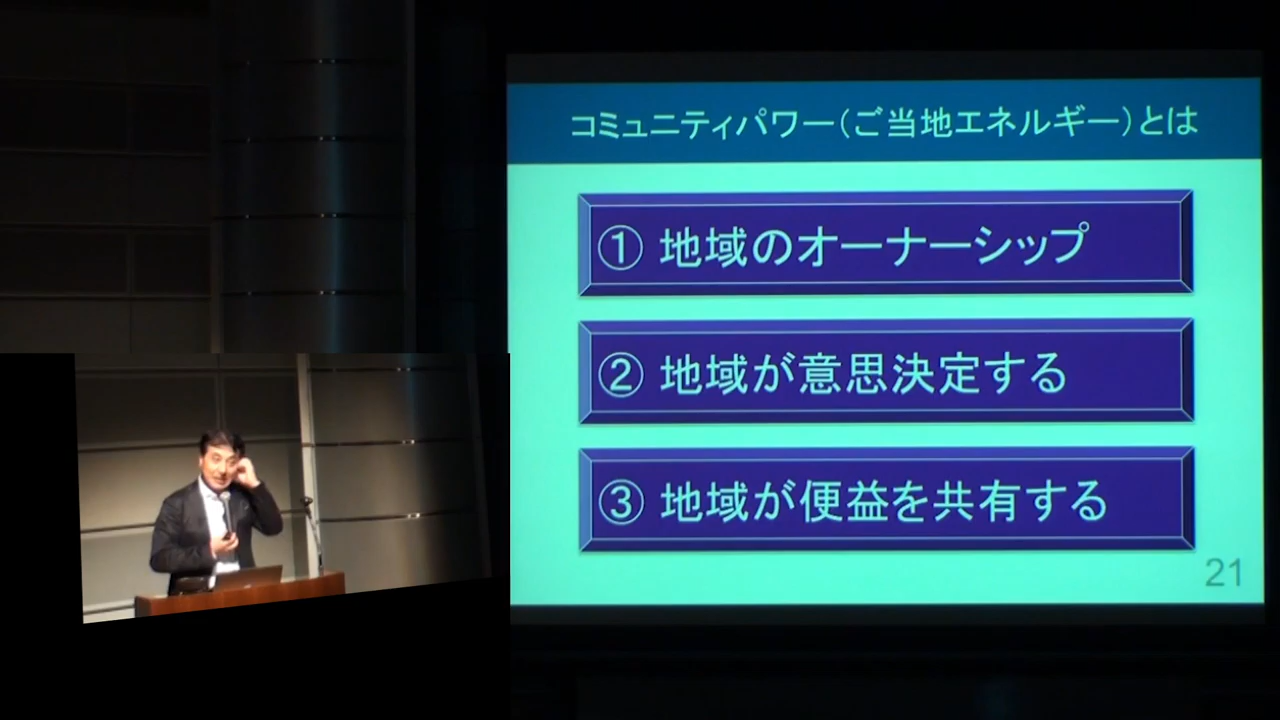 コミュニティパワー(ご当地エネルギー)とは
① 地域のオーナーシップ
② 地域が意思決定する
③ 地域が便益を共有する
21